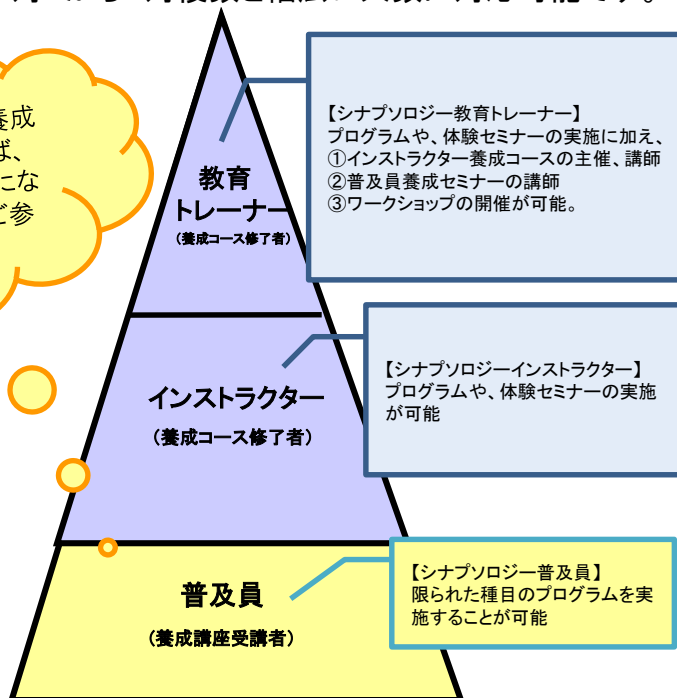 養成
ば、
にな
ご参
教育
トレーナー
(養成コース修了者)
【シナプソロジー教育トレーナー】
プログラムや、体験セミナーの実施に加え、
①インストラクター養成コースの主催、講師
②普及員養成セミナーの講師
③ワークショップの開催が可能。
インストラクター
(養成コース修了者)
【シナプソロジーインストラクター】
プログラムや、体験セミナーの実施
が可能
普及員
(養成講座受講者)
【シナプソロジー普及員】
限られた種目のプログラムを実
施することが可能